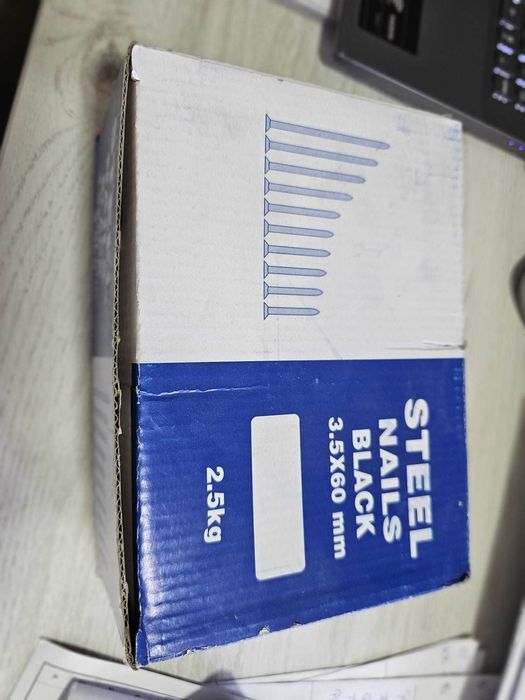 STEEL
NAILS
BLACK
3.5X60 mm
2.5kg